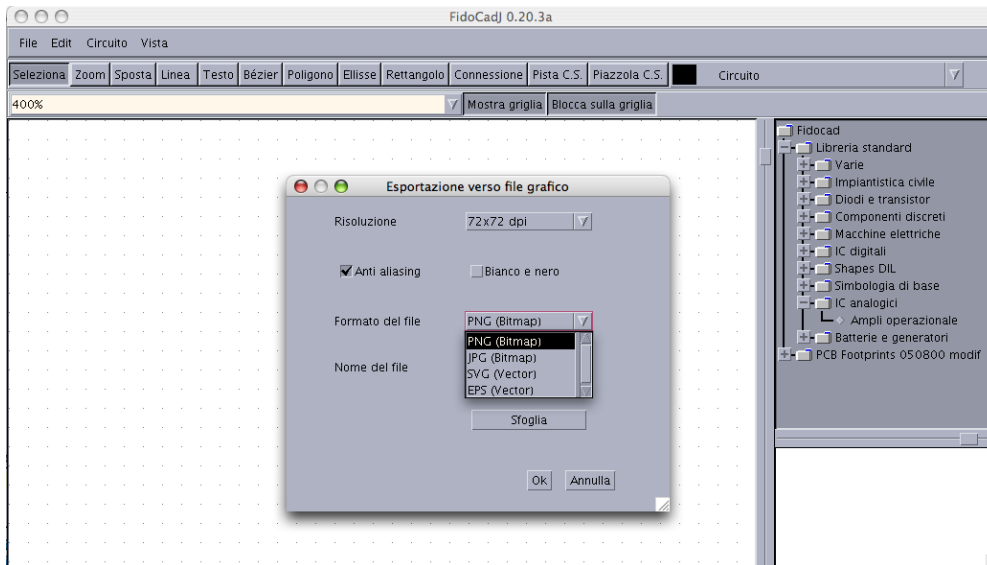 FidoCadJ 0.20.3a
File Edit Circuito Vista
Seleziona Zoom Sposta Linea Testo Bézier Poligono Ellisse Rettangolo Connessione Pista C.S. Piazzola C.S. Circuito
400% Mostra griglia Blocca sulla griglia
Fidocad
Libreria standard
Varie
Impiantistica civile
Diodi e transistor
Componenti discreti
Macchine elettriche
IC digitali
Shapes DIL
Simbologia di base
IC analogici
Ampli operazionale
Batterie e generatori
PCB Footprints 050800 modif
Esportazione verso file grafico
Risoluzione 72x72 dpi
Anti aliasing Bianco e nero
Formato del file PNG (Bitmap)
PNG (Bitmap)
JPG (Bitmap)
SVG (Vector)
EPS (Vector)
Nome del file
Sfoglia
Ok Annulla